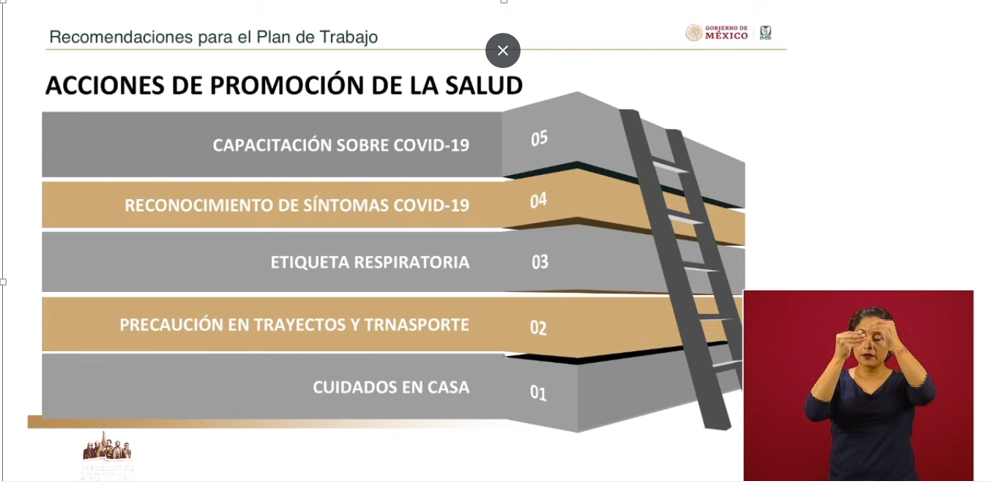 Recomendaciones para el Plan de Trabajo
GOBIERNO DE
MÉXICO
ACCIONES DE PROMOCIÓN DE LA SALUD
CAPACITACIÓN SOBRE COVID-19
05
RECONOCIMIENTO DE SÍNTOMAS COVID-19
04
ETIQUETA RESPIRATORIA
03
PRECAUCIÓN EN TRAYECTOS Y TRNASPORTE
02
CUIDADOS EN CASA
01